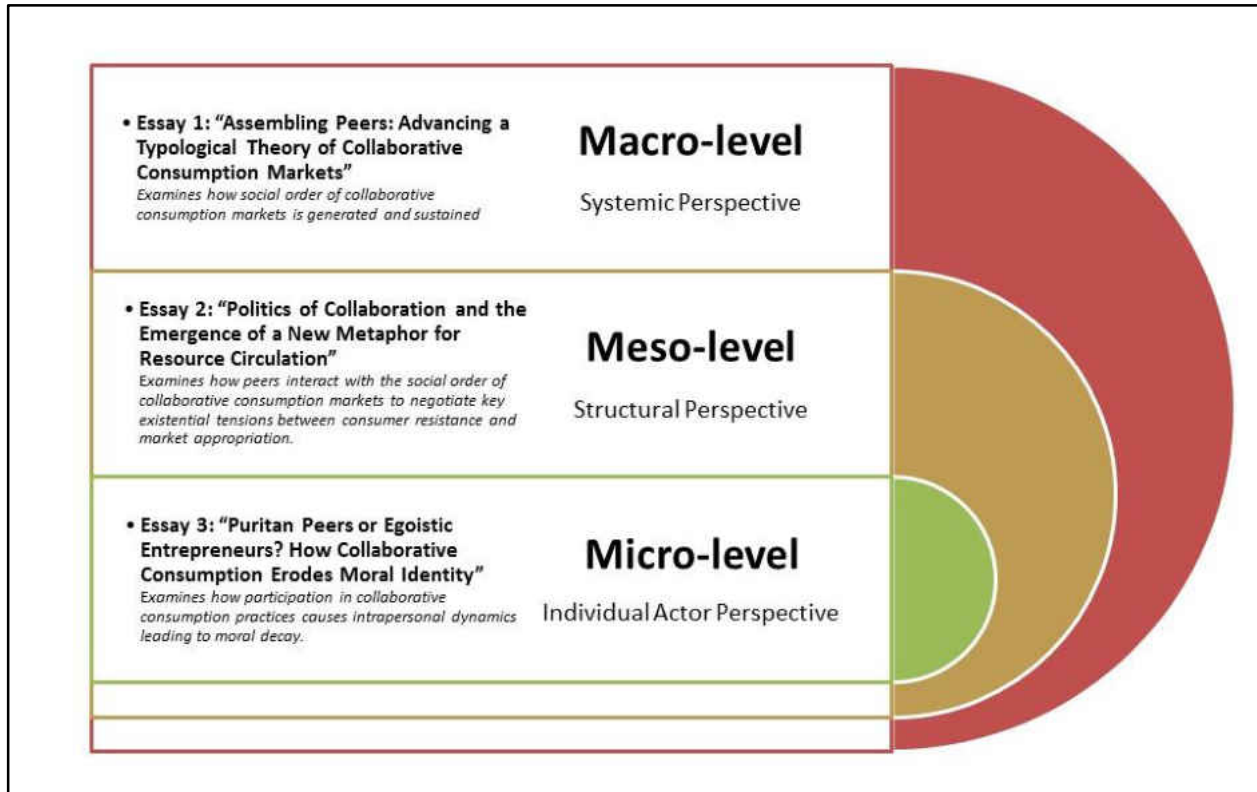 • Essay 1: “Assembling Peers: Advancing a
Typological Theory of Collaborative
Consumption Markets”
Examines how social order of collaborative
consumption markets is generated and sustained
Macro-level
Systemic Perspective
• Essay 2: “Politics of Collaboration and the
Emergence of a New Metaphor for
Resource Circulation”
Examines how peers interact with the social order of
collaborative consumption markets to negotiate key
existential tensions between consumer resistance and
market appropriation.
Meso-level
Structural Perspective
• Essay 3: “Puritan Peers or Egoistic
Entrepreneurs? How Collaborative
Consumption Erodes Moral Identity”
Examines how participation in collaborative
consumption practices causes intrapersonal dynamics
leading to moral decay.
Micro-level
Individual Actor Perspective